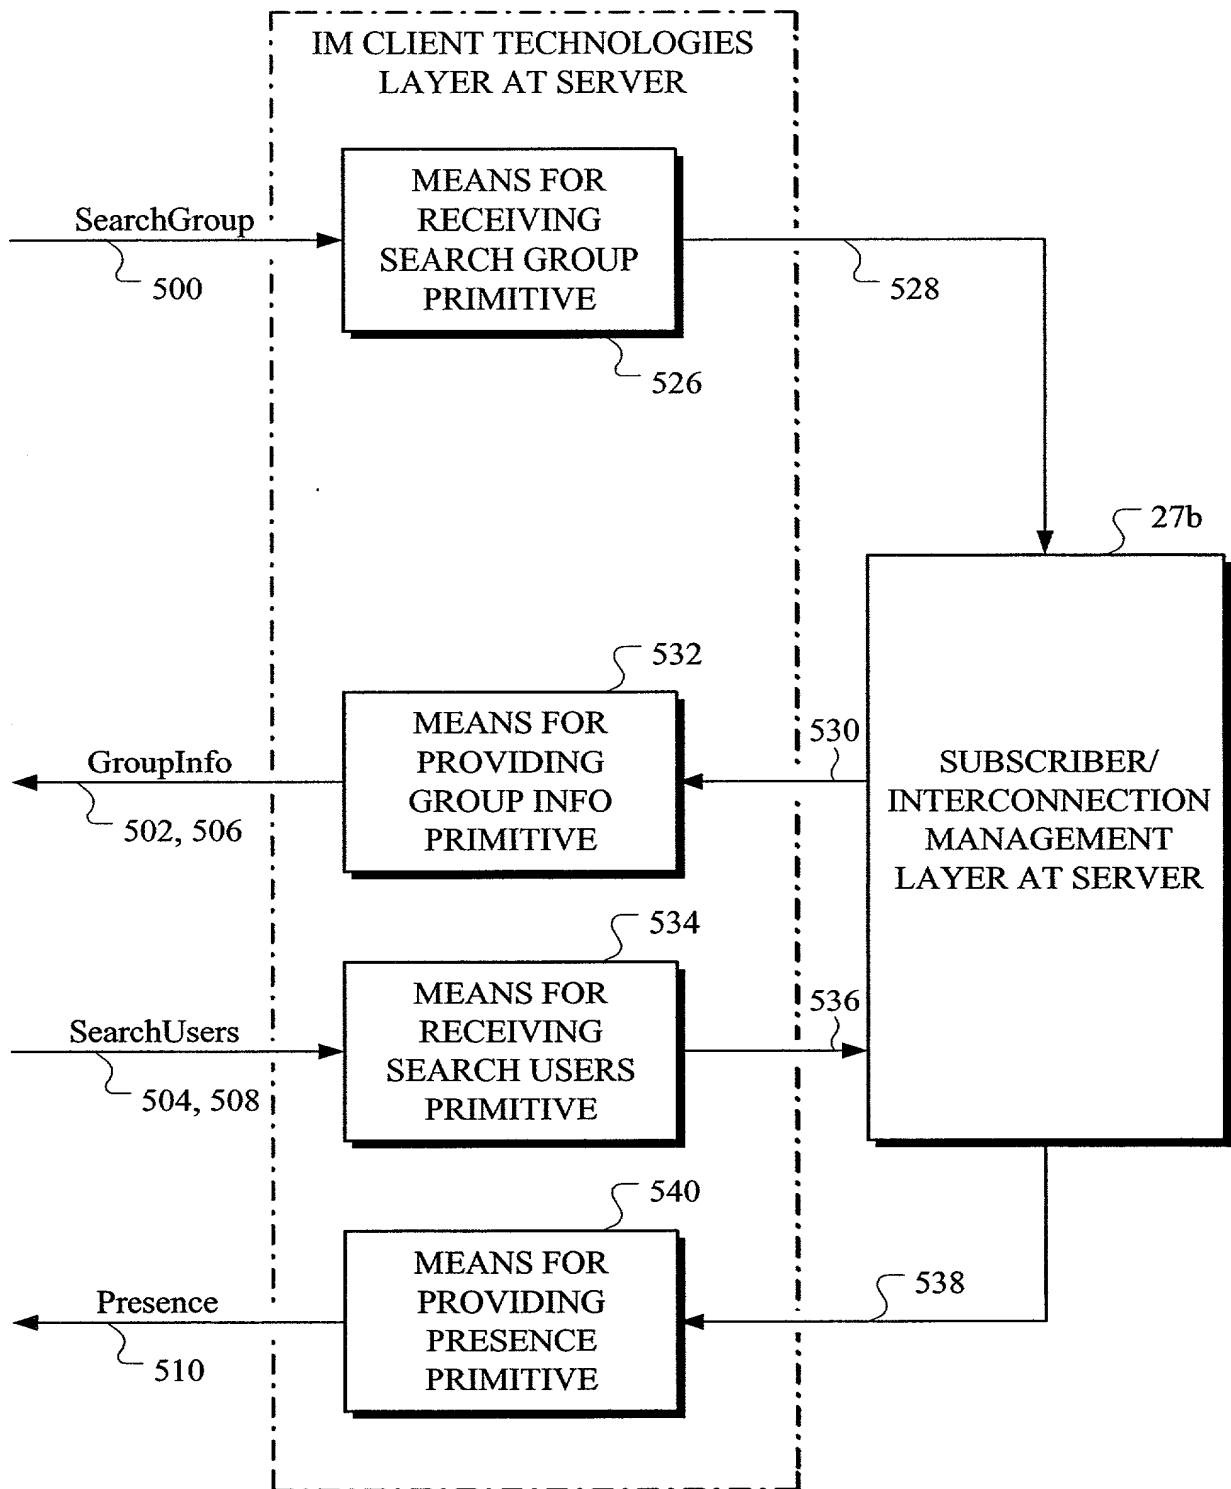 IM CLIENT TECHNOLOGIES
LAYER AT SERVER
MEANS FOR
RECEIVING
SEARCH GROUP
PRIMITIVE
SearchGroup
500
528
526
27b
532
MEANS FOR
PROVIDING
GROUP INFO
PRIMITIVE
GroupInfo
502, 506
530
SUBSCRIBER/
INTERCONNECTION
MANAGEMENT
LAYER AT SERVER
534
MEANS FOR
RECEIVING
SEARCH USERS
PRIMITIVE
SearchUsers
504, 508
536
540
MEANS FOR
PROVIDING
PRESENCE
PRIMITIVE
Presence
510
538